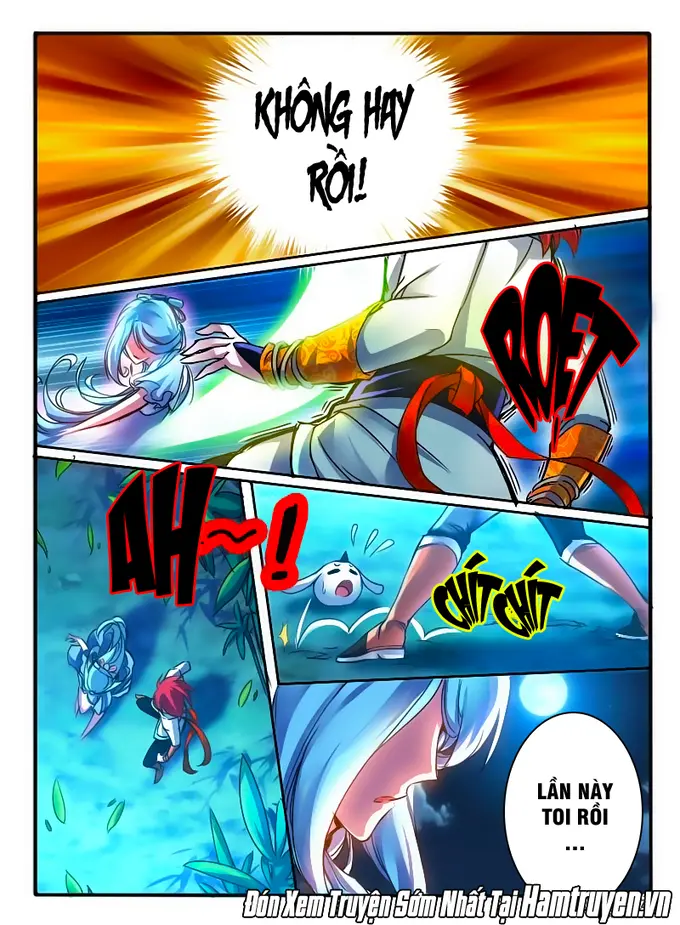 KHÔNG HAY
RỒI!
ROẸT
AH~!
CHÍT CHÍT
LẦN NÀY
TOI RỒI
...
Đón Xem Truyện Sớm Nhất Tại Hamtruyen.vn